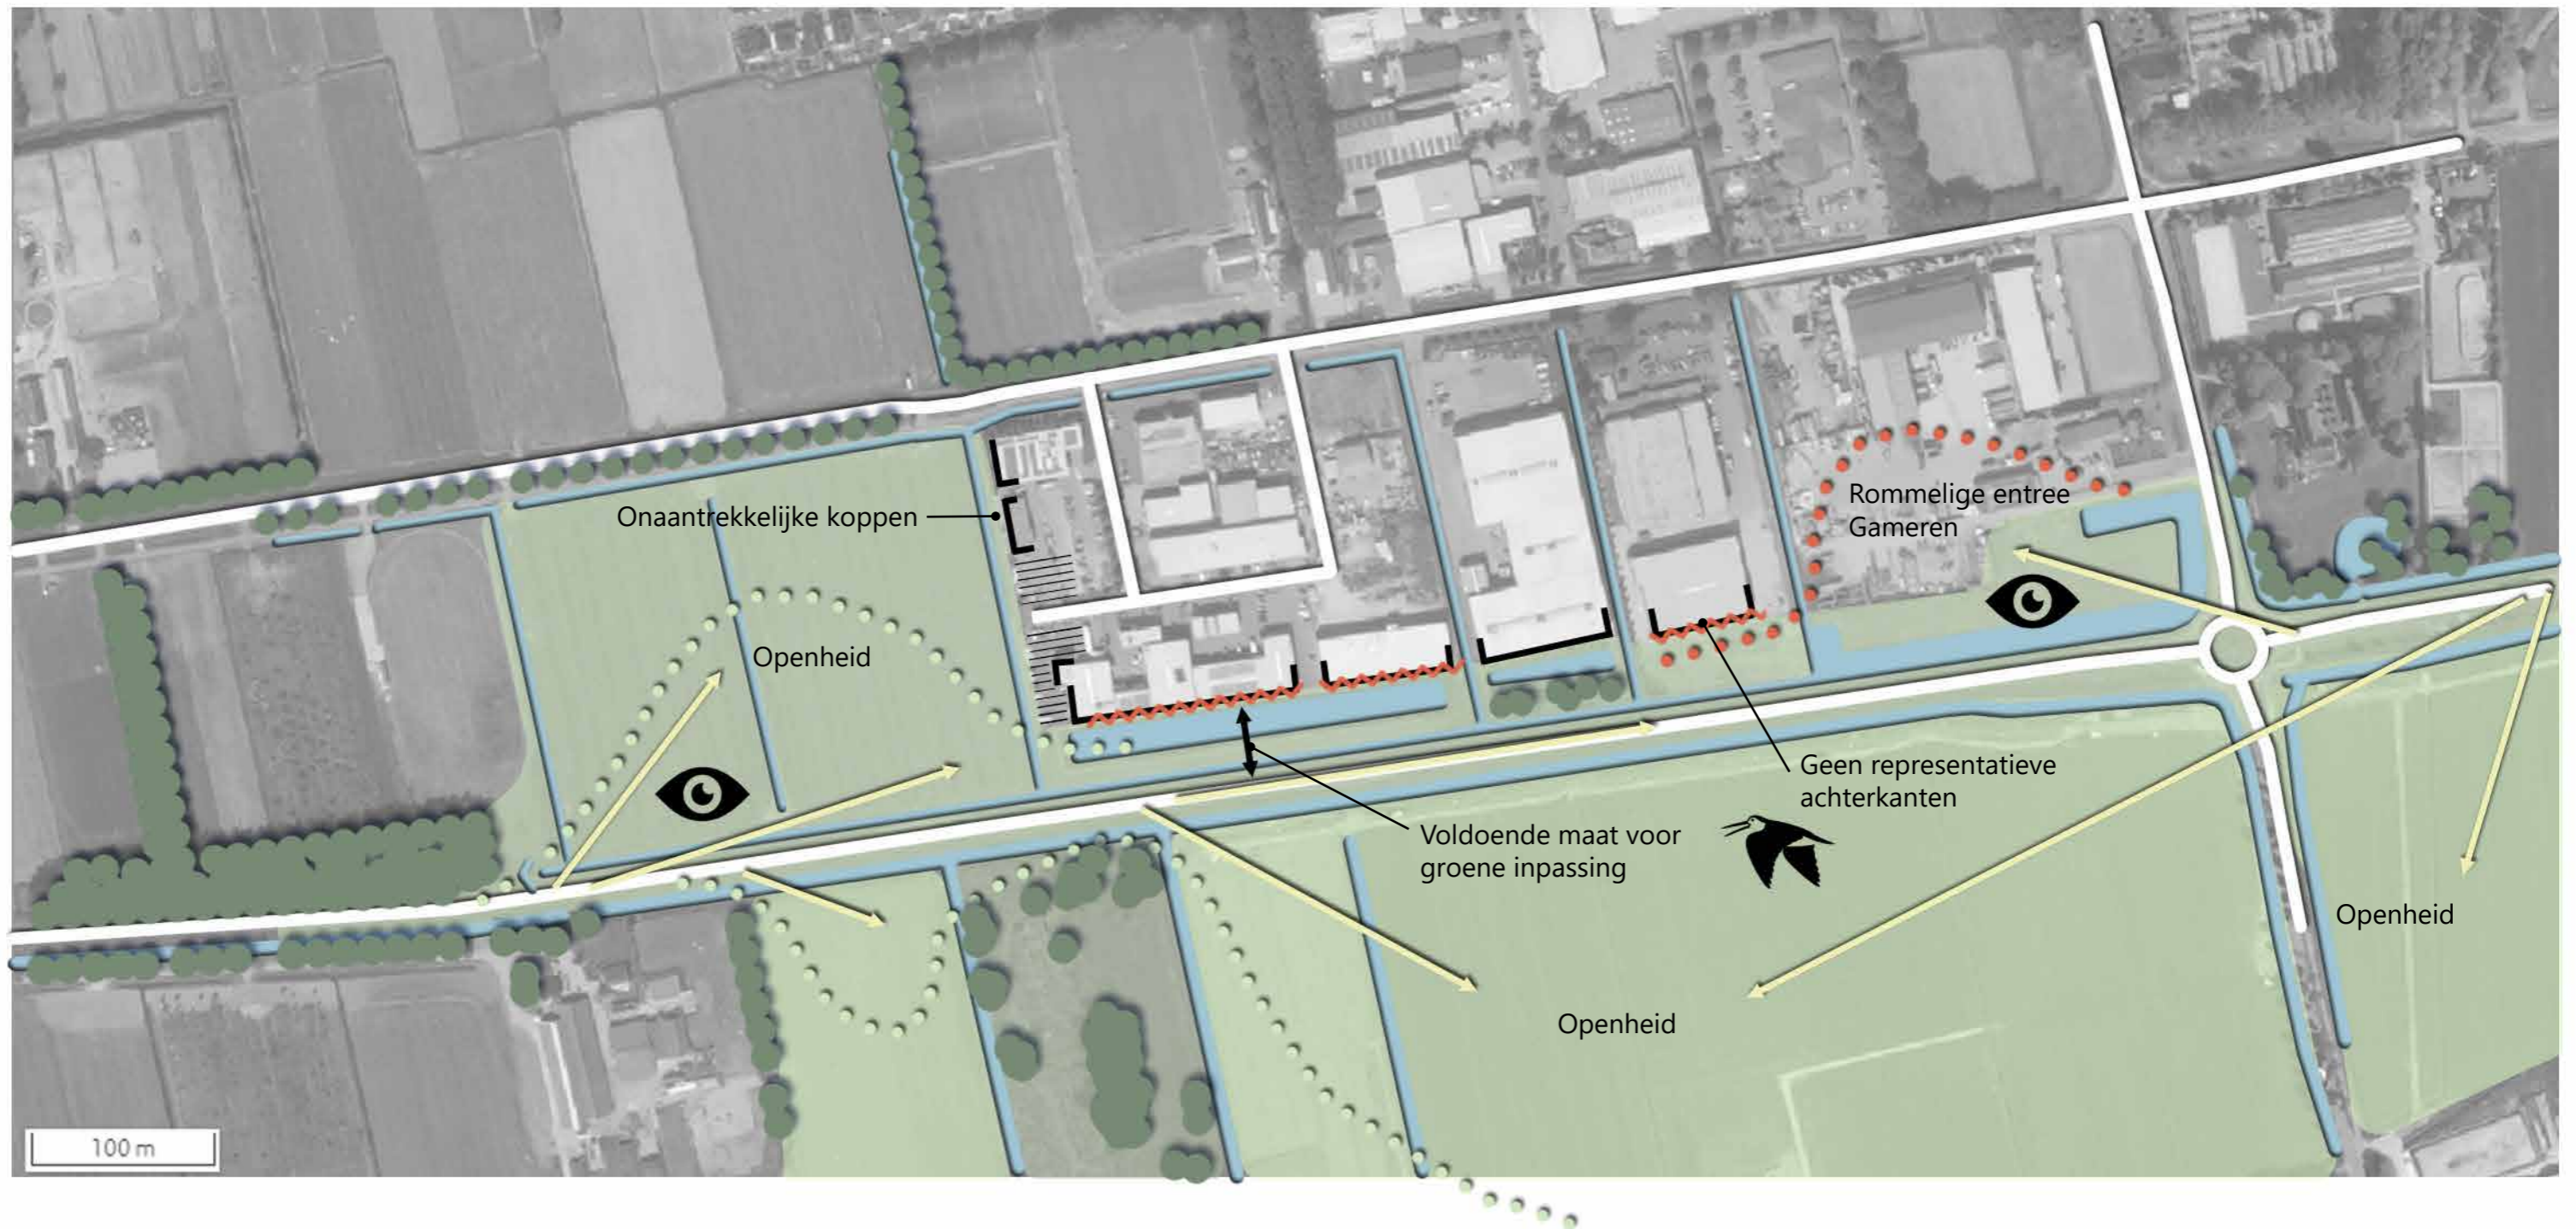 Onaantrekkelijke koppen
Rommelige entree
Gameren
Openheid
Geen representatieve
achterkanten
Voldoende maat voor
groene inpassing
Openheid
Openheid
100 m